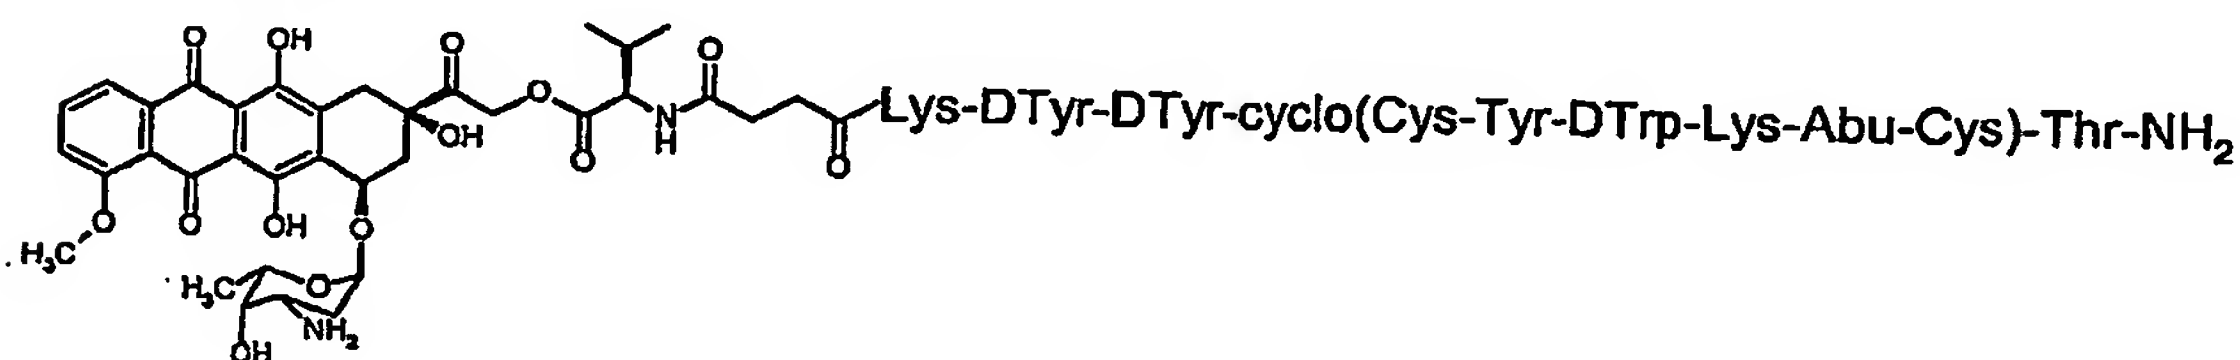 O OH O O
O
Lys-DTyr-DTyr-cyclo(Cys-Tyr-DTrp-Lys-Abu-Cys)-Thr-NH₂
OH O N
H O
O O OH O
H₃C
H₃C O
NH₂
OH